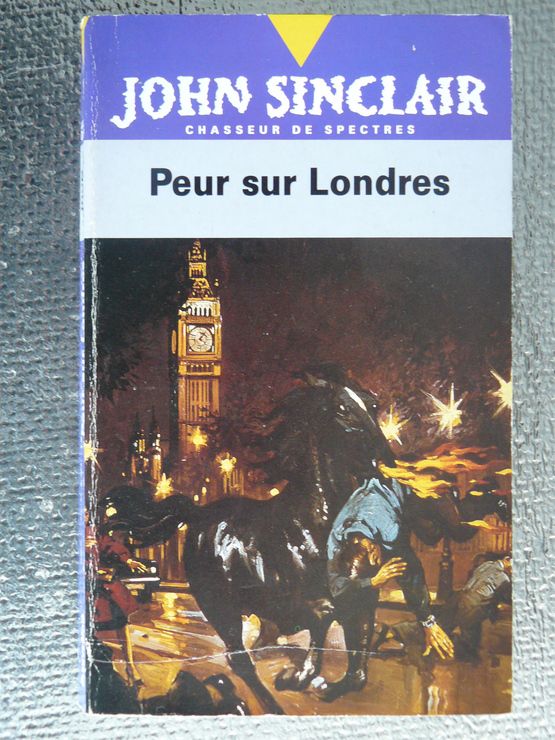 JOHN SINCLAIR
CHASSEUR DE SPECTRES
Peur sur Londres